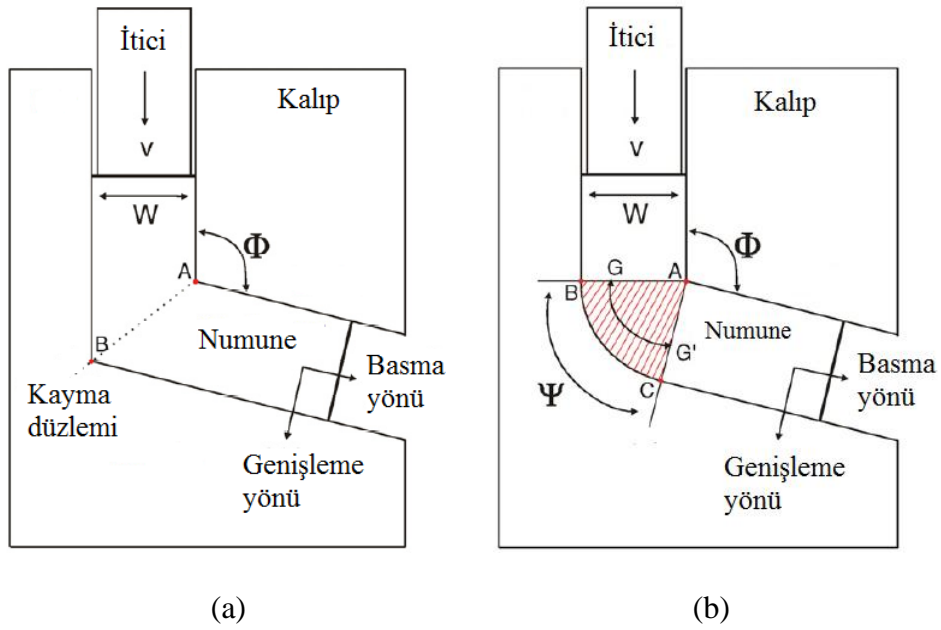 İtici
v
Kalıp
W
Φ
A
B
Numune
Kayma
düzlemi
Basma
yönü
Genişleme
yönü
(a)
İtici
v
Kalıp
W
Φ
G
A
B
Numune
G'
Ψ
C
Basma
yönü
Genişleme
yönü
(b)